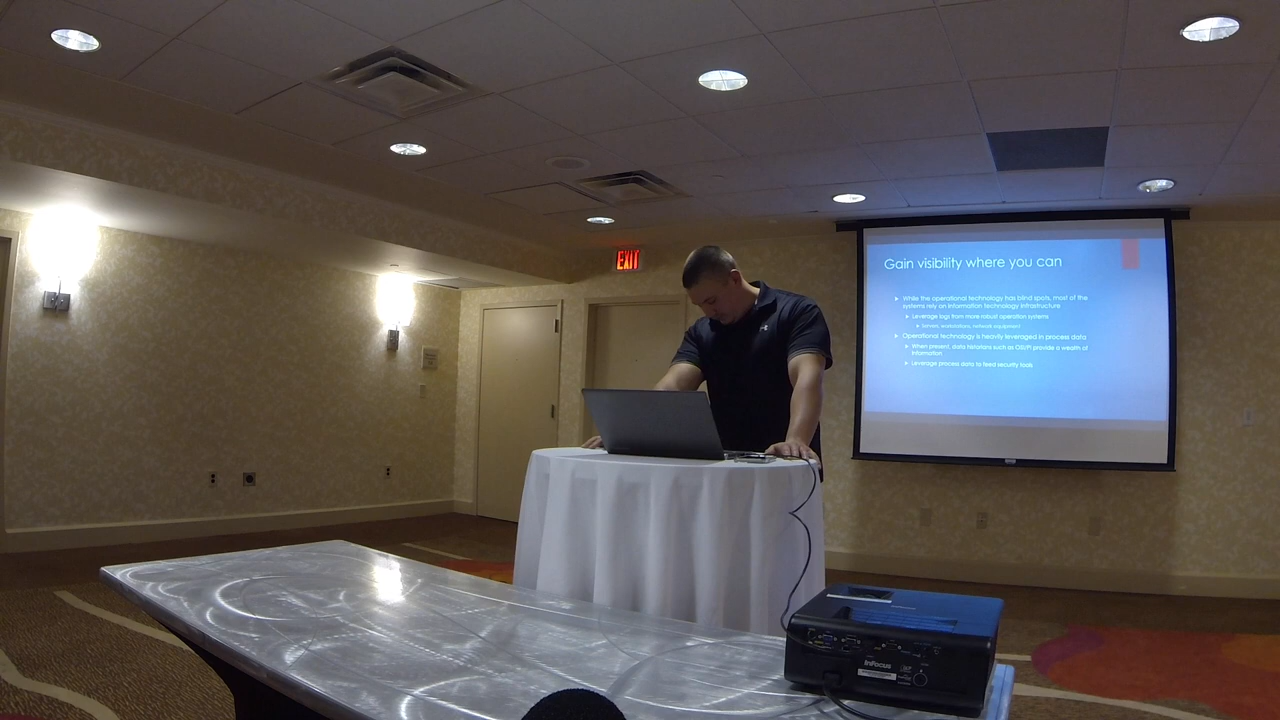 EXIT
Gain visibility where you can
While the operational technology has blind spots, most of the
systems rely on information technology infrastructure
Leverage logs from more robust operation systems
Servers, workstations, network equipment
Operational technology is heavily leveraged in process data
When present, data historians such as OSIPI provide a wealth of
information
Leverage process data to feed security tools
InFocus